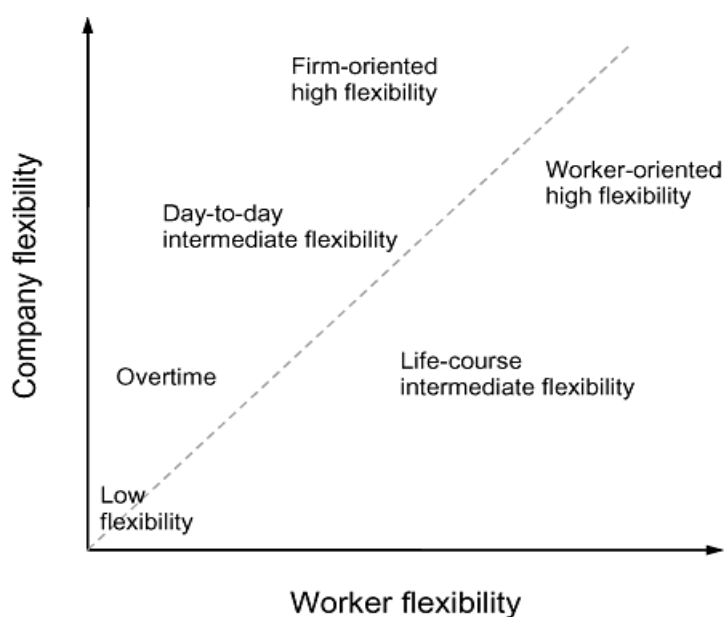 Firm-oriented
high flexibility
Worker-oriented
high flexibility
Day-to-day
intermediate flexibility
Company flexibility
Life-course
intermediate flexibility
Overtime
Low
flexibility
Worker flexibility